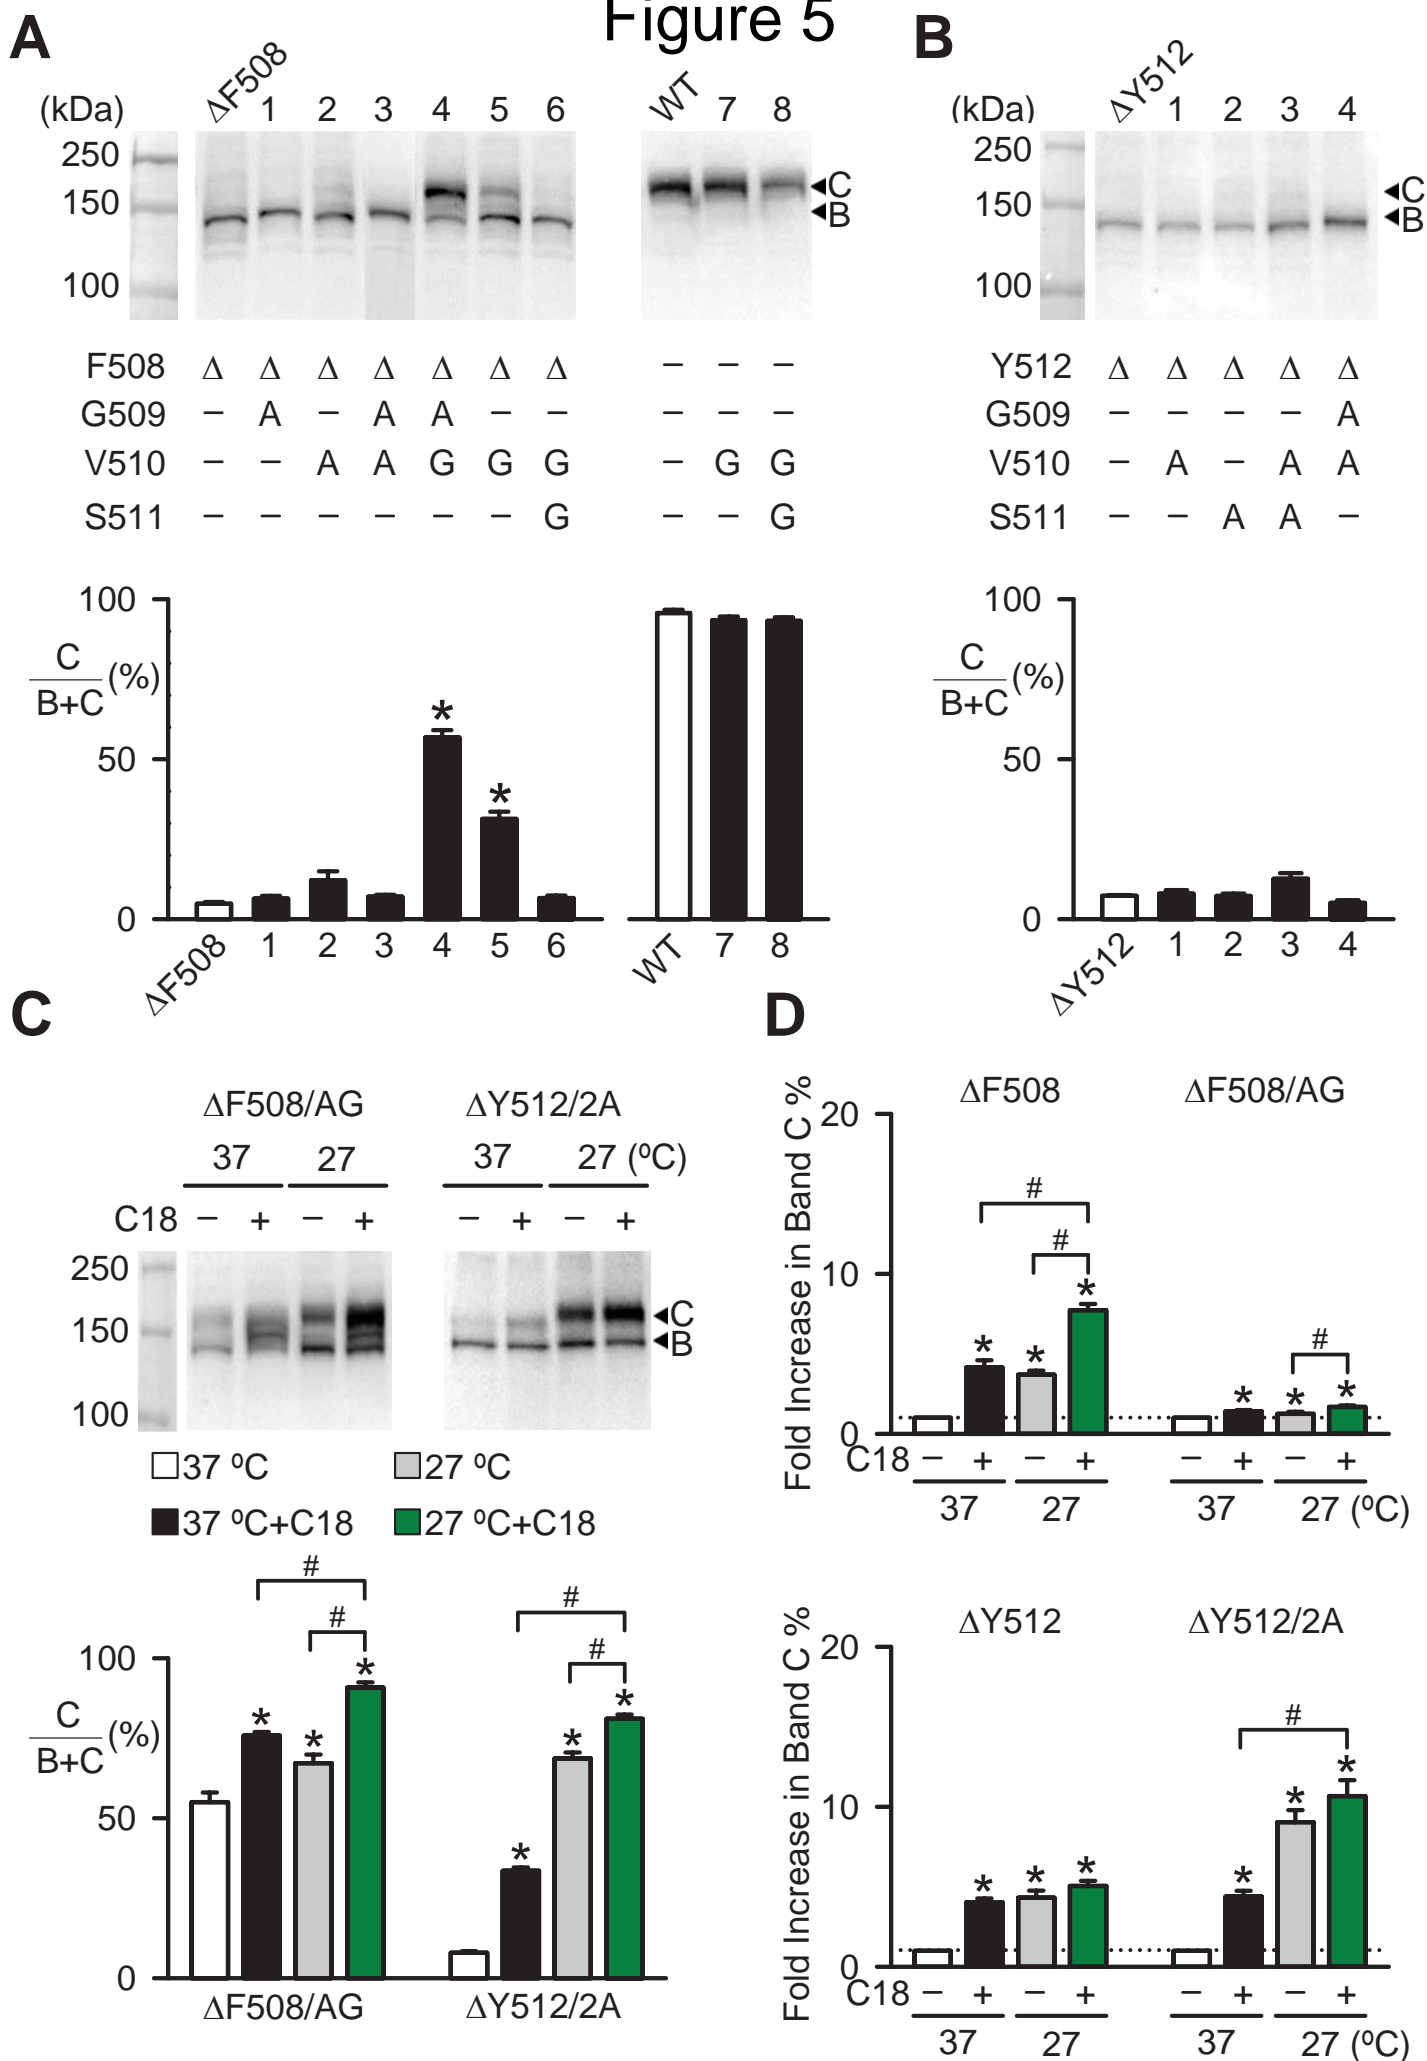 Figure 5
A
(kDa) ΔF508 1 2 3 4 5 6 WT 7 8
250
150
100
◄C
◄B
F508 Δ Δ Δ Δ Δ Δ Δ – – –
G509 – A – A A – – – – –
V510 – – A A G G G – G G
S511 – – – – – – G – – G
C
B+C (%)
100
50
0
* *
ΔF508 1 2 3 4 5 6 WT 7 8
B
(kDa) ΔY512 1 2 3 4
250
150
100
◄C
◄B
Y512 Δ Δ Δ Δ Δ
G509 – – – – A
V510 – A – A A
S511 – – A A –
C
B+C (%)
100
50
0
ΔY512 1 2 3 4
C
ΔF508/AG ΔY512/2A
37 27 37 27 (ºC)
C18 – + – + – + – +
250
150
100
◄C
◄B
37 ºC 27 ºC
37 ºC+C18 27 ºC+C18
# #
# #
* * * * * *
C
B+C (%)
100
50
0
ΔF508/AG ΔY512/2A
D
Fold Increase in Band C %
ΔF508 ΔF508/AG
20
10
0
# # #
* * * * * *
C18 – + – + – + – +
37 27 37 27 (ºC)
Fold Increase in Band C %
ΔY512 ΔY512/2A
20
10
0
#
* * * * * *
C18 – + – + – + – +
37 27 37 27 (ºC)